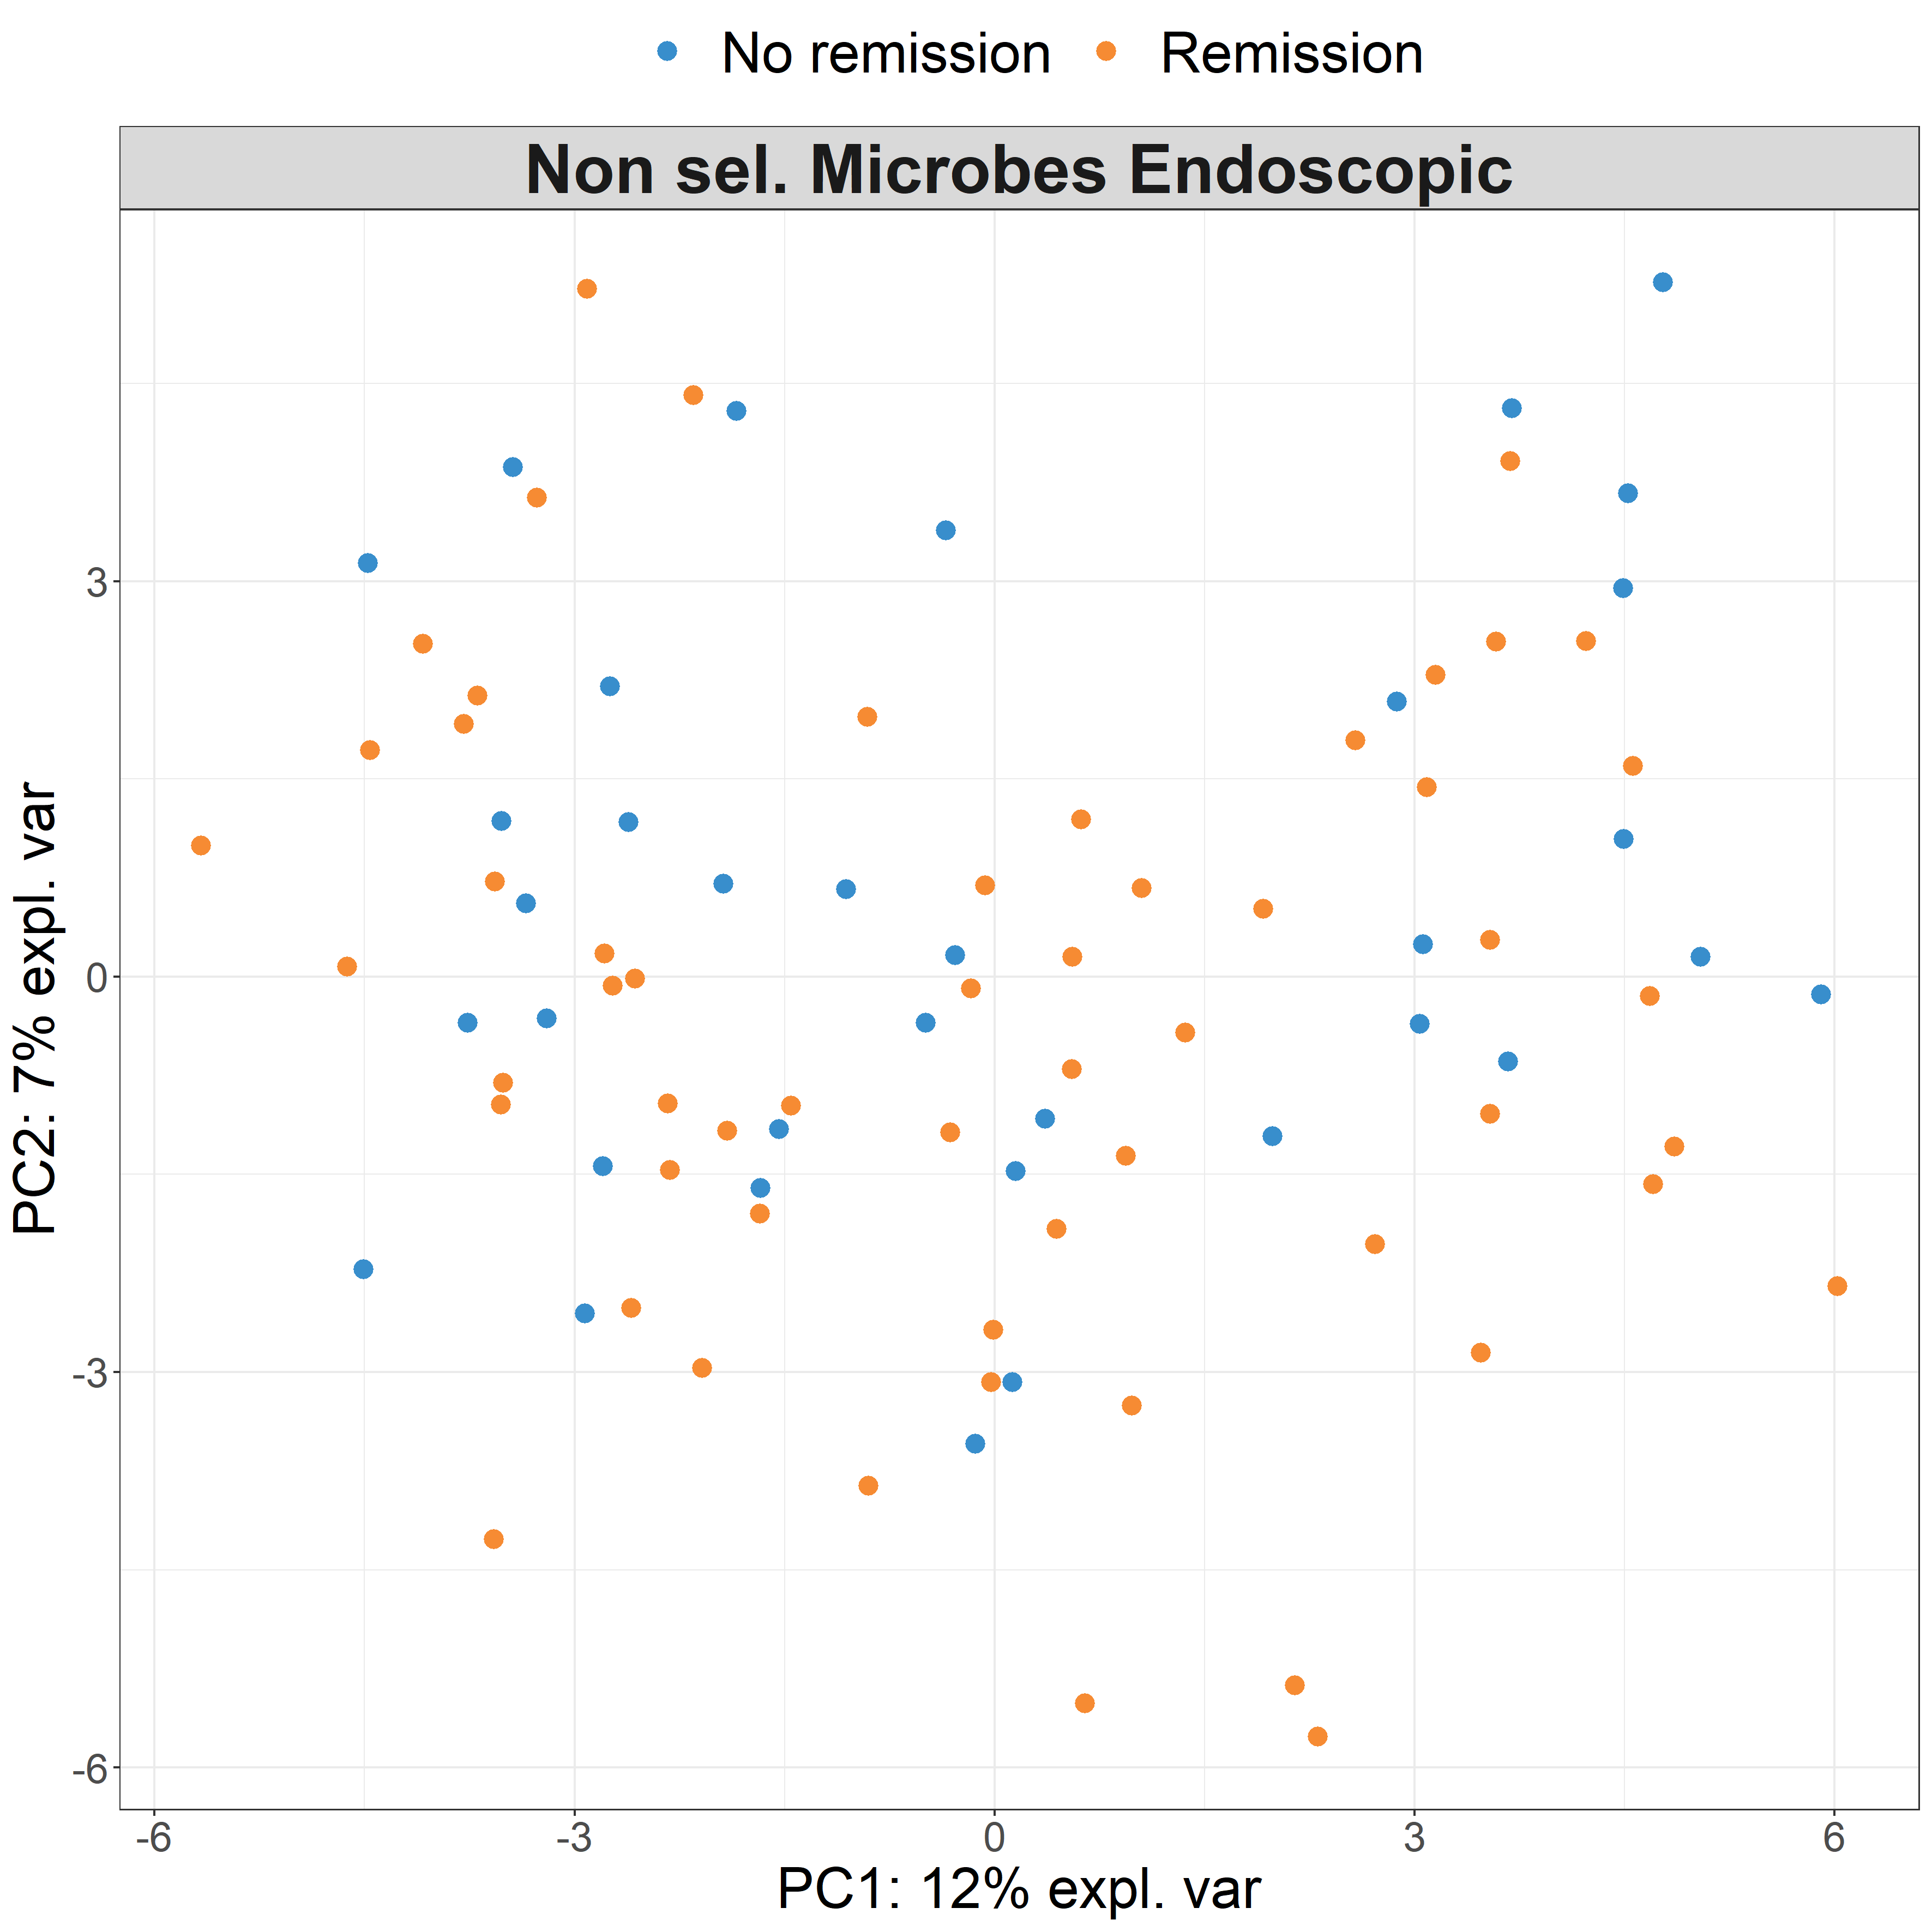 No remission Remission
Non sel. Microbes Endoscopic
PC2: 7% expl. var
3
0
-3
-6
-6 -3 0 3 6
PC1: 12% expl. var